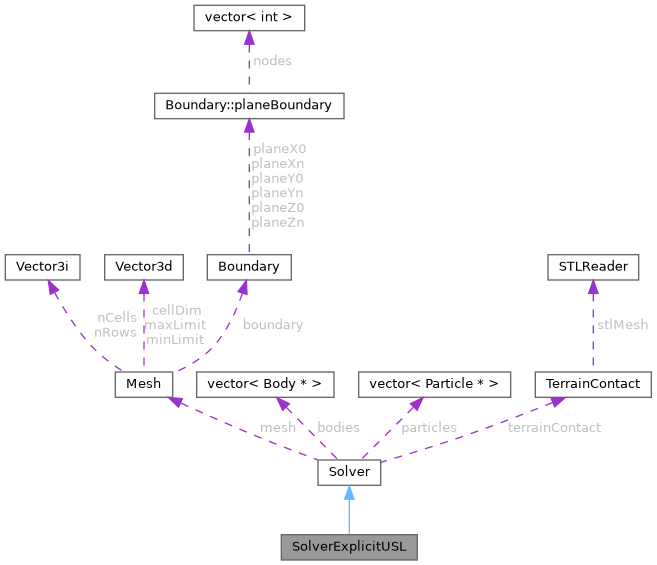 vector< int >
nodes
Boundary::planeBoundary
planeX0
planeXn
planeY0
planeYn
planeZ0
planeZn
Vector3i
Vector3d
Boundary
STLReader
nCells
nRows
cellDim
maxLimit
minLimit
boundary
stlMesh
Mesh
vector< Body * >
vector< Particle * >
TerrainContact
mesh
bodies
particles
terrainContact
Solver
SolverExplicitUSL